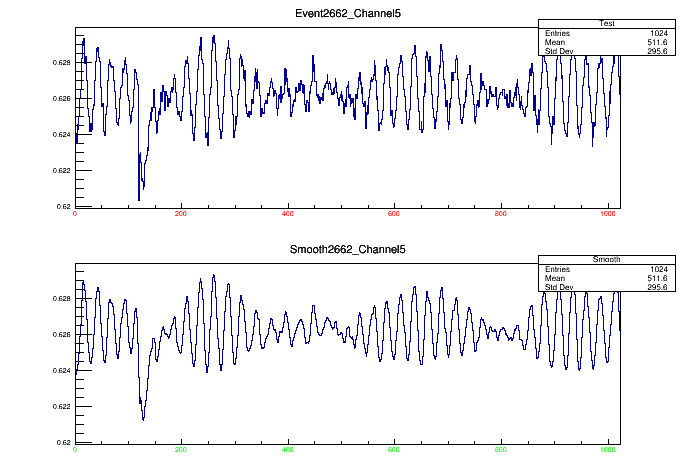 Event2662_Channel5
Test
Entries 1024
Mean 511.6
Std Dev 295.6
0.628
0.626
0.624
0.622
0.62
0 200 400 600 800 1000
Smooth2662_Channel5
Smooth
Entries 1024
Mean 511.6
Std Dev 295.6
0.628
0.626
0.624
0.622
0.62
0 200 400 600 800 1000